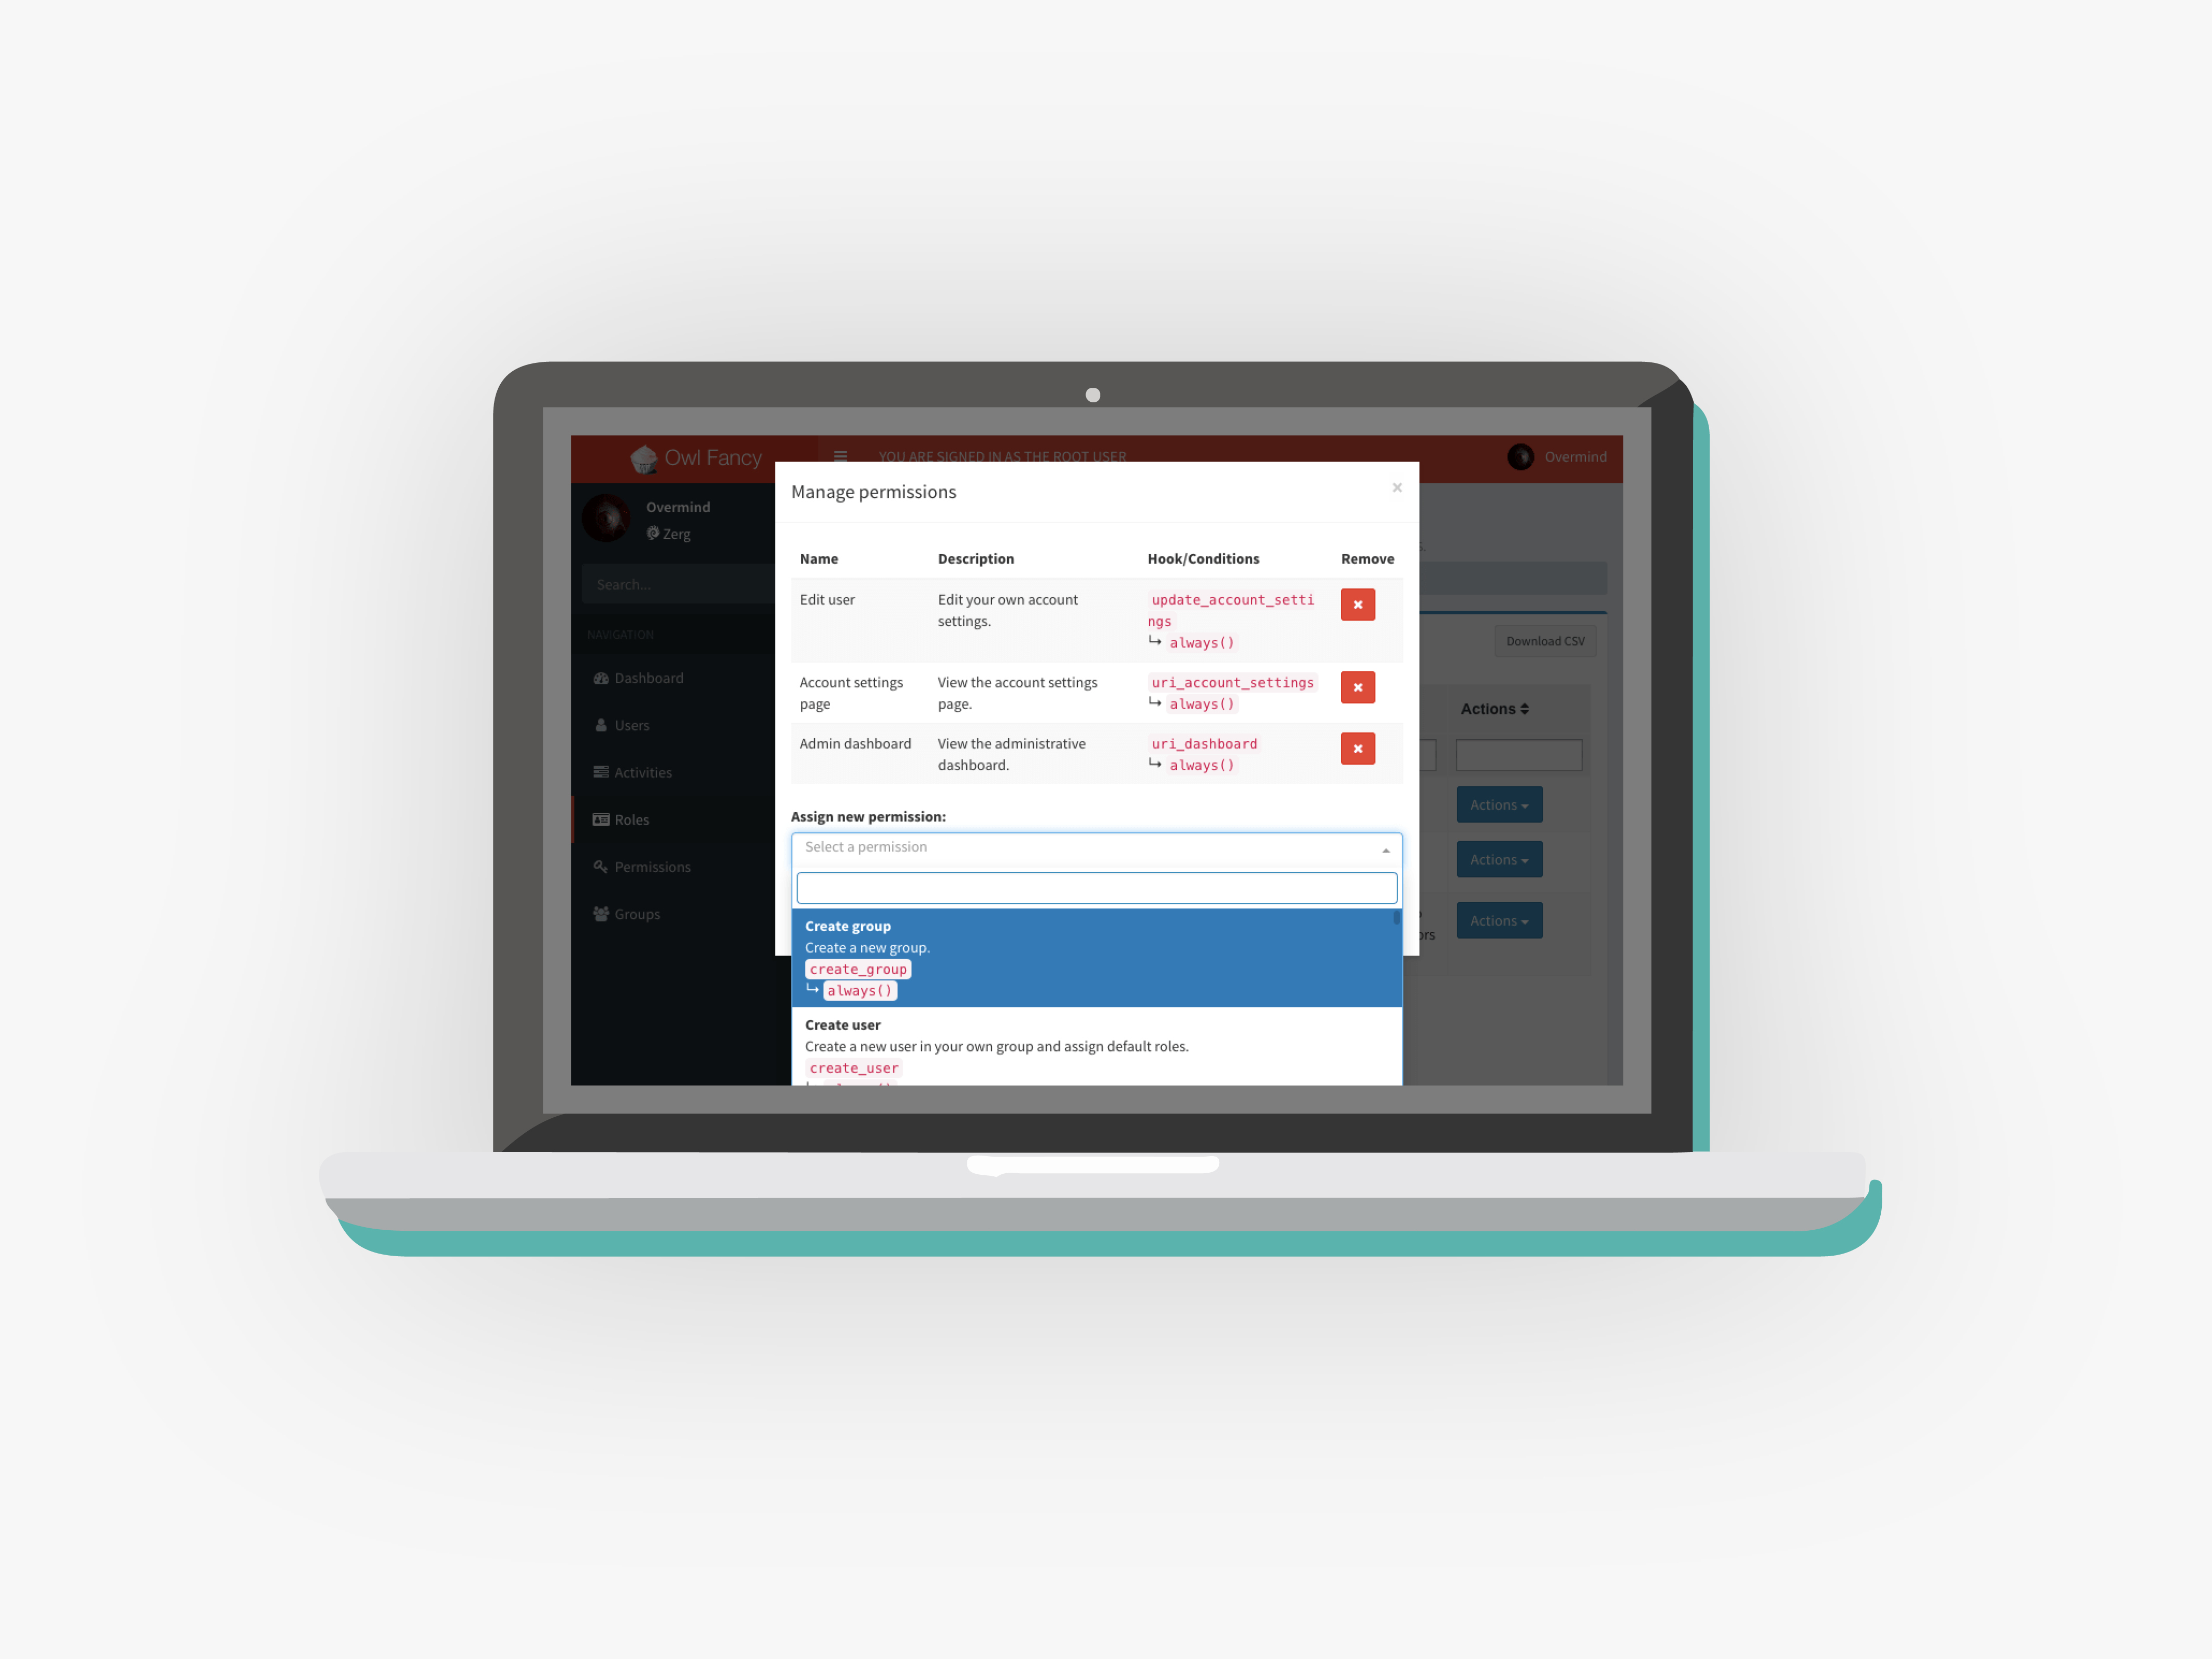 Owl Fancy
YOU ARE SIGNED IN AS THE ROOT USER
Overmind
Overmind
Zerg
Search...
NAVIGATION
Dashboard
Users
Activities
Roles
Permissions
Groups
Manage permissions
×
Name Description Hook/Conditions Remove
Edit user
Edit your own account
settings.
update_account_setti
ngs
↳ always()
Account settings
page
View the account settings
page.
uri_account_settings
↳ always()
Admin dashboard
View the administrative
dashboard.
uri_dashboard
↳ always()
Assign new permission:
Select a permission
Create group
Create a new group.
create_group
↳ always()
Create user
Create a new user in your own group and assign default roles.
create_user
Download CSV
Actions
Actions
Actions
Actions